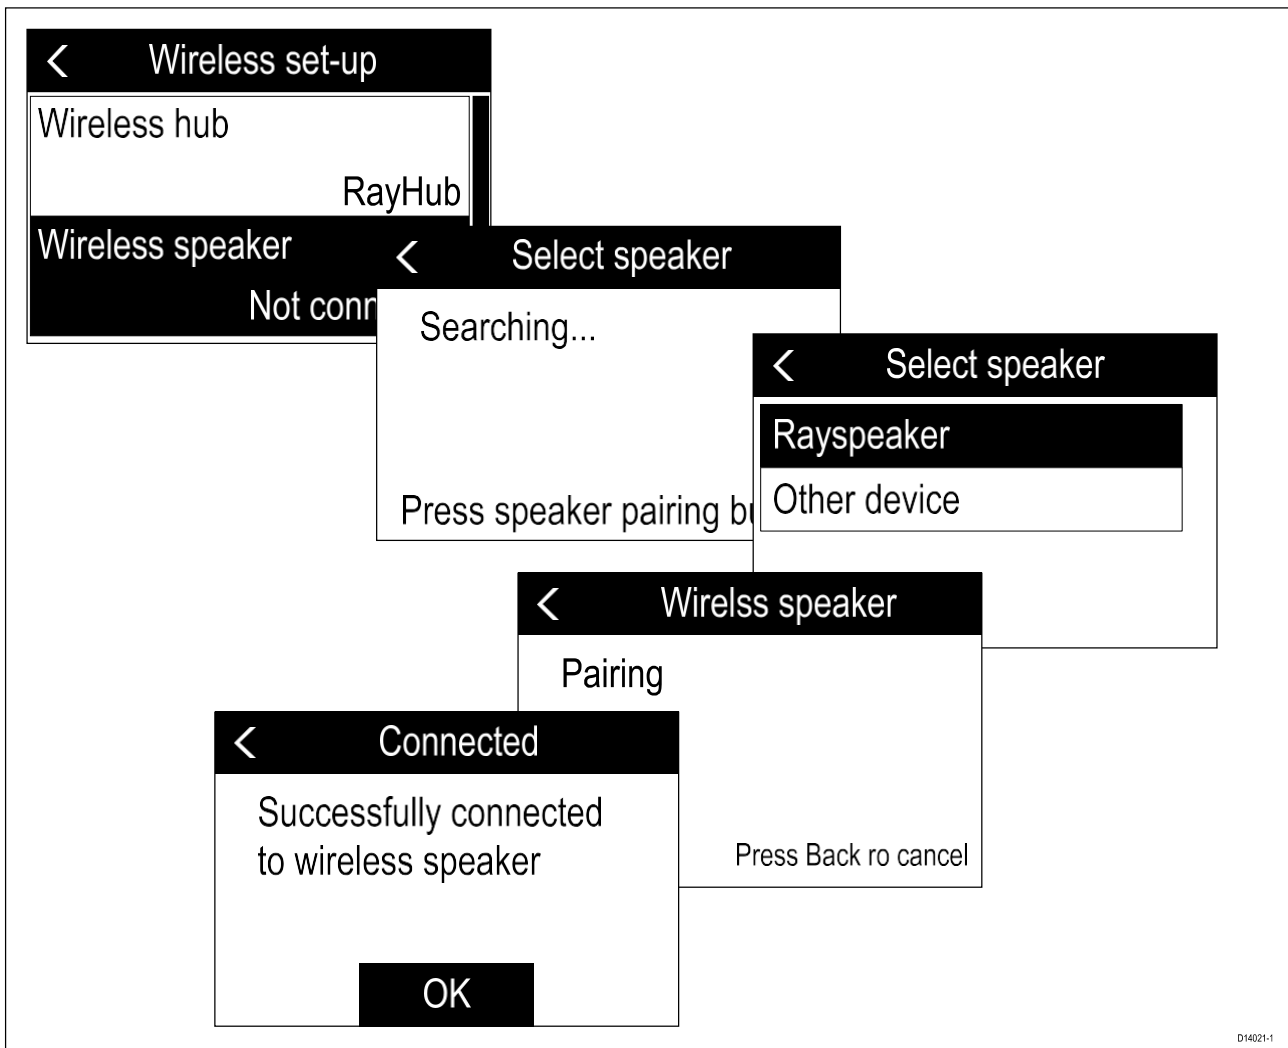 Wireless set-up
Wireless hub
RayHub
Wireless speaker
Not conn
Select speaker
Searching...
Press speaker pairing bu
Select speaker
Rayspeaker
Other device
Wirelss speaker
Pairing
Press Back ro cancel
Connected
Successfully connected
to wireless speaker
OK
D14021-1